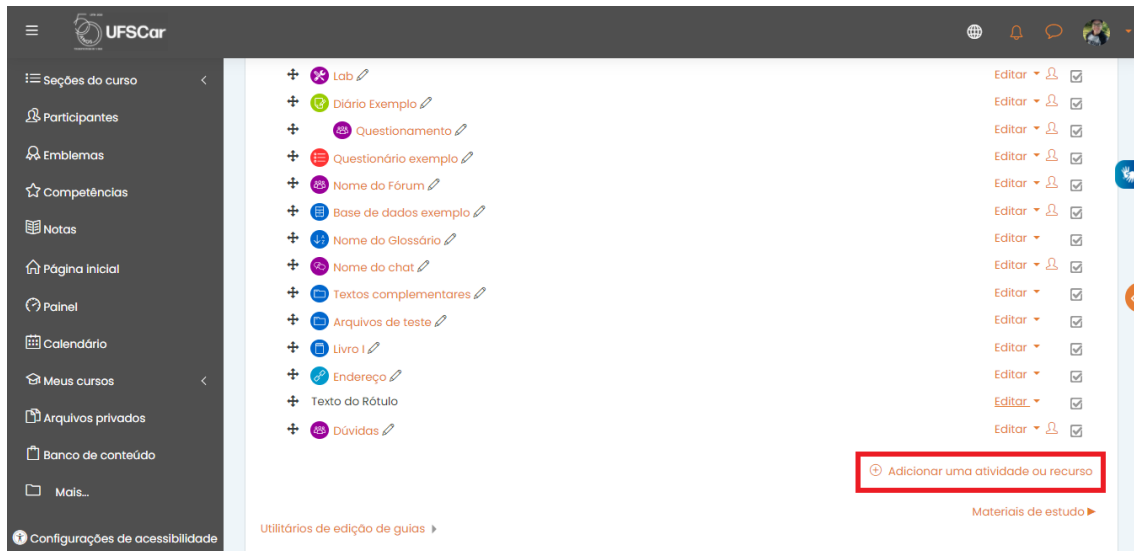 UFSCar
Seções do curso
Participantes
Emblemas
Competências
Notas
Página inicial
Painel
Calendário
Meus cursos
Arquivos privados
Banco de conteúdo
Mais...
Configurações de acessibilidade
Lab Editar
Diário Exemplo Editar
Questionamento Editar
Questionário exemplo Editar
Nome do Fórum Editar
Base de dados exemplo Editar
Nome do Glossário Editar
Nome do chat Editar
Textos complementares Editar
Arquivos de teste Editar
Livro I Editar
Endereço Editar
Texto do Rótulo Editar
Dúvidas Editar
Adicionar uma atividade ou recurso
Materiais de estudo
Utilitários de edição de guias